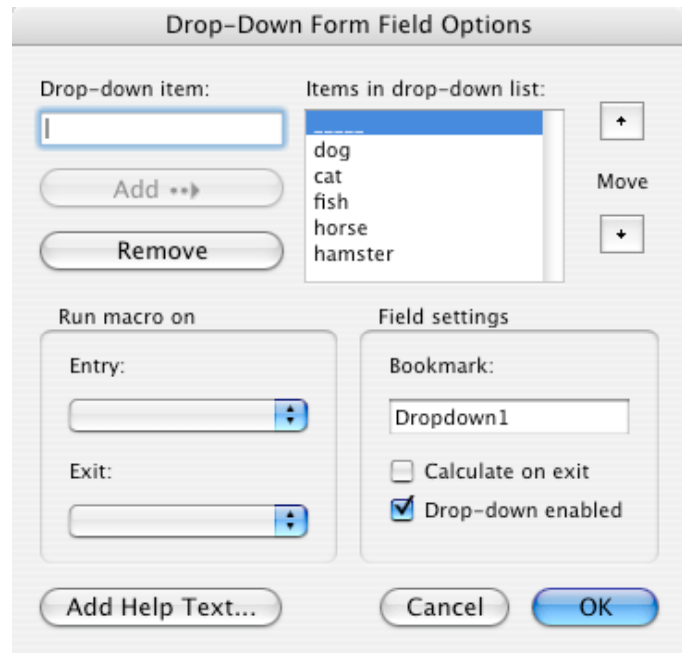 Drop-Down Form Field Options
Drop-down item:
Items in drop-down list:
_____
dog
cat
fish
horse
hamster
Add
Remove
Move
Run macro on
Entry:
Exit:
Field settings
Bookmark:
Dropdown1
Calculate on exit
Drop-down enabled
Add Help Text...
Cancel
OK